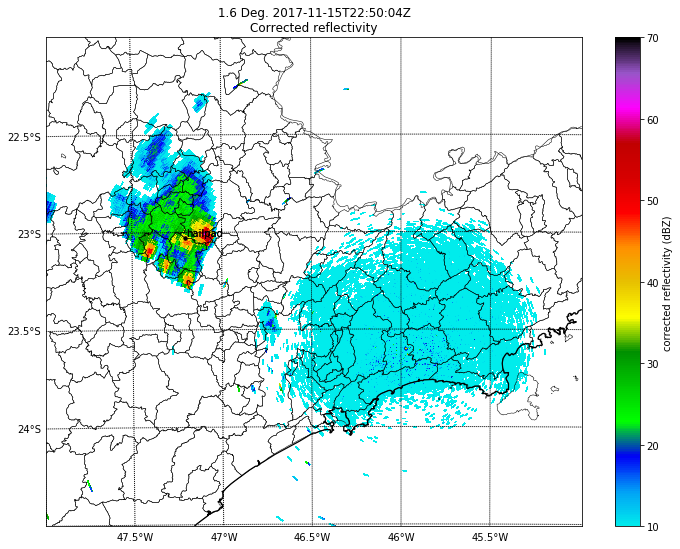 1.6 Deg. 2017-11-15T22:50:04Z
Corrected reflectivity
22.5°S
23°S
23.5°S
24°S
47.5°W
47°W
46.5°W
46°W
45.5°W
70
60
50
40
30
20
10
corrected reflectivity (dBZ)